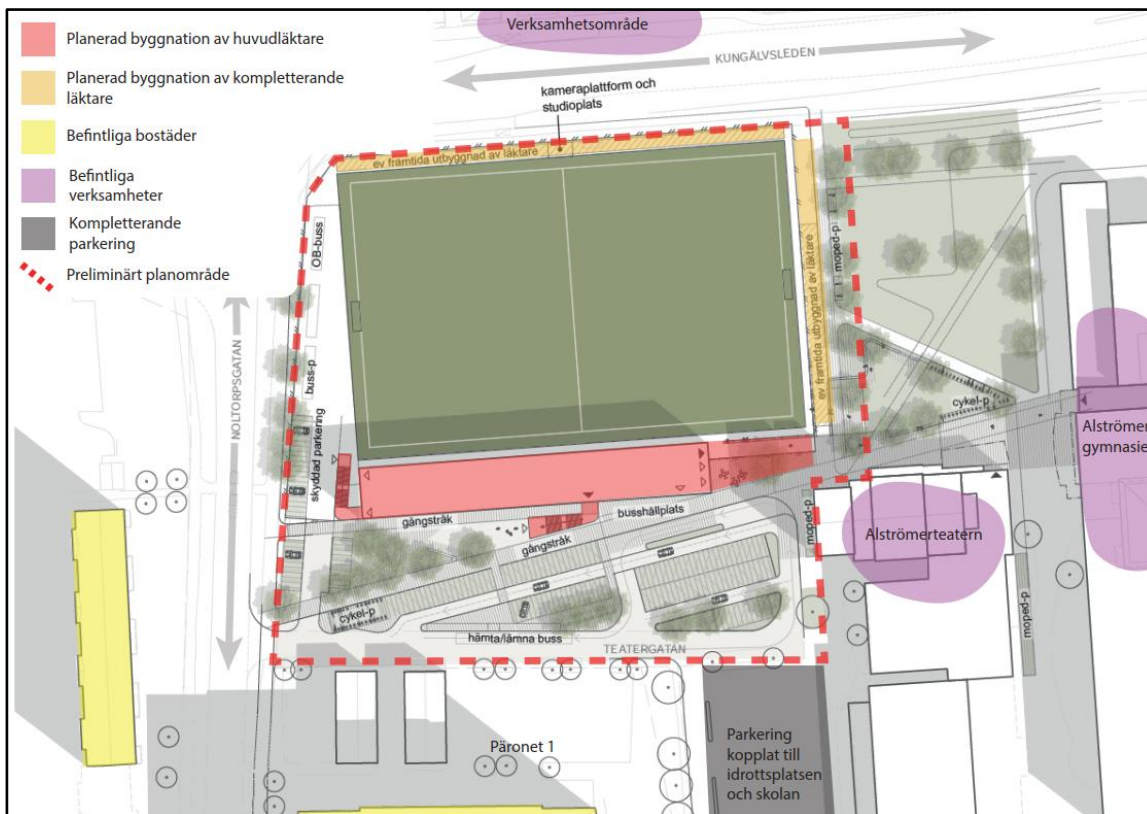 Planerad byggnation av huvudläktare
Planerad byggnation av kompletterande
läktare
Befintliga bostäder
Befintliga
verksamheter
Kompletterande
parkering
Preliminärt planområde
Verksamhetsområde
KUNGÄLVSLEDEN
kameraplattform och
studioplats
ev framtida utbyggnad av läktare
ev framtida utbyggnad av läktare
moped-p
OB-buss
buss-p
skyddad parkering
NOLTORPSGATAN
cykel-p
Alströmer
gymnasie
gångstråk
busshållplats
gångstråk
moped-p
Alströmerteatern
moped-p
cykel-p
hämta/lämna buss
TEATERGATAN
Päronet 1
Parkering
kopplat till
idrottsplatsen
och skolan